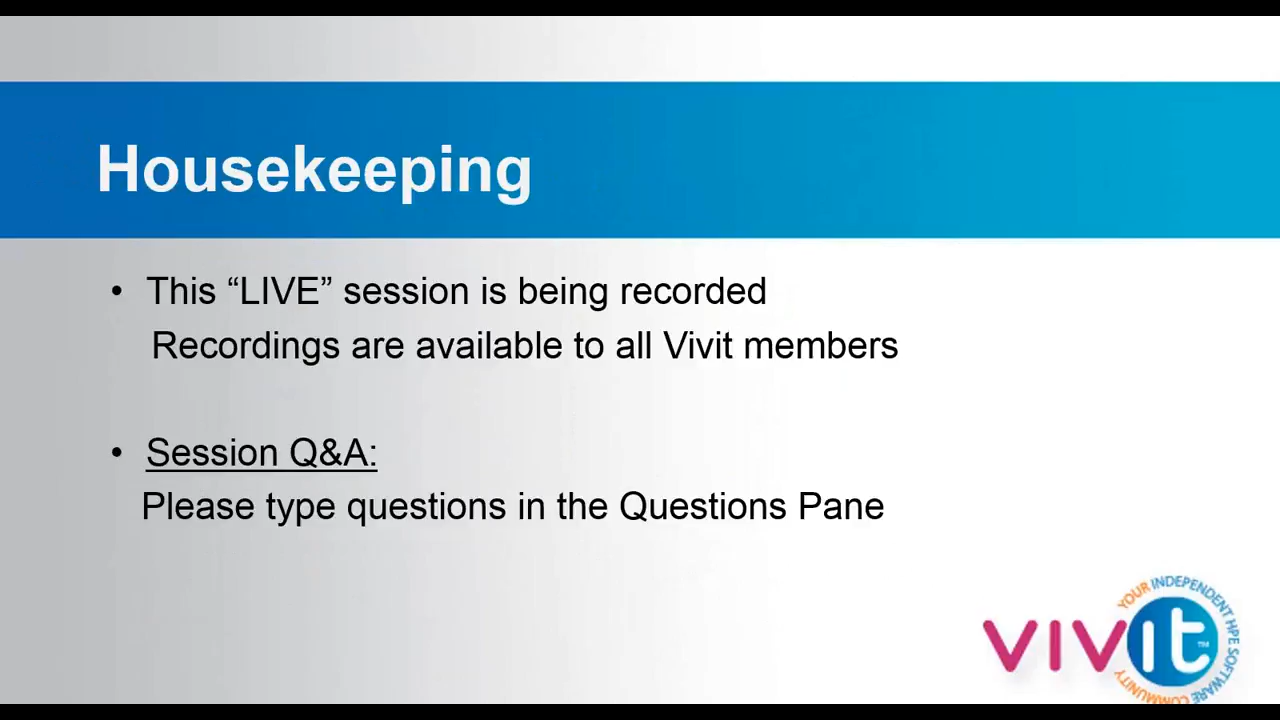 Housekeeping
• This “LIVE” session is being recorded
Recordings are available to all Vivit members
• Session Q&A:
Please type questions in the Questions Pane
YOUR INDEPENDENT HPE SOFTWARE COMMUNITY
vivit™